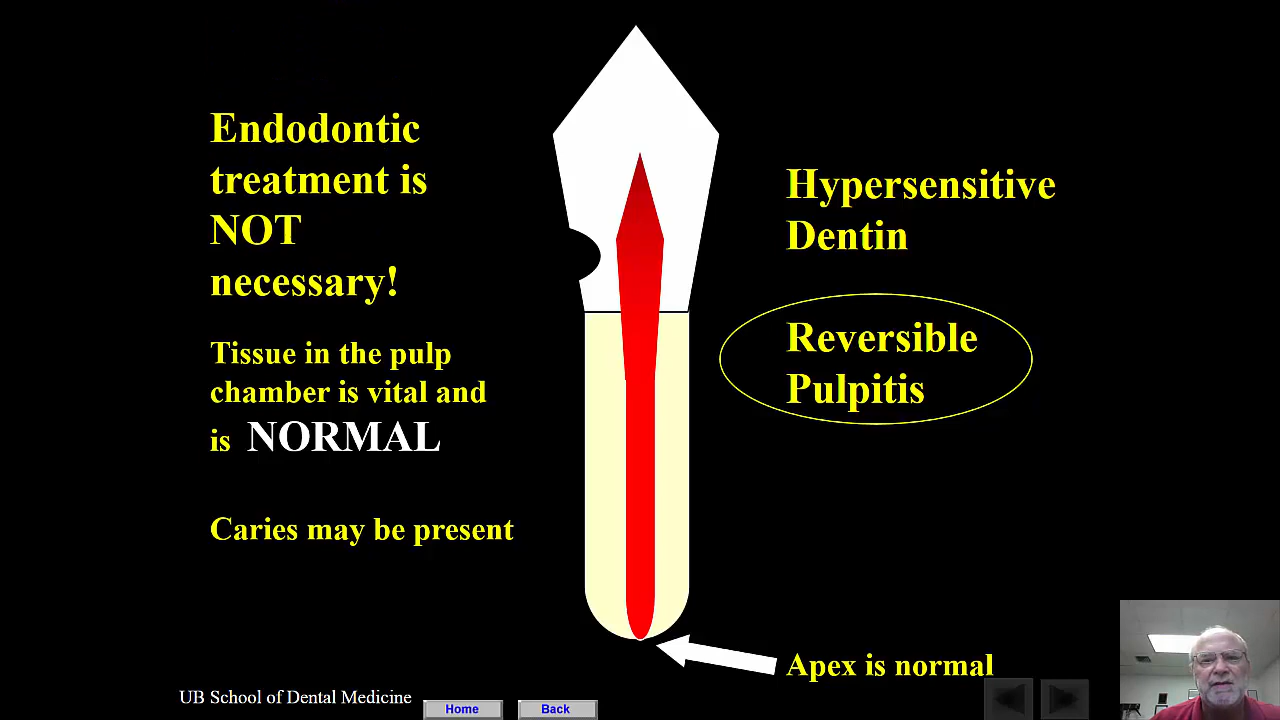 Endodontic
treatment is
NOT
necessary!
Tissue in the pulp
chamber is vital and
is NORMAL
Caries may be present
Hypersensitive
Dentin
Reversible
Pulpitis
Apex is normal
UB School of Dental Medicine
Home
Back